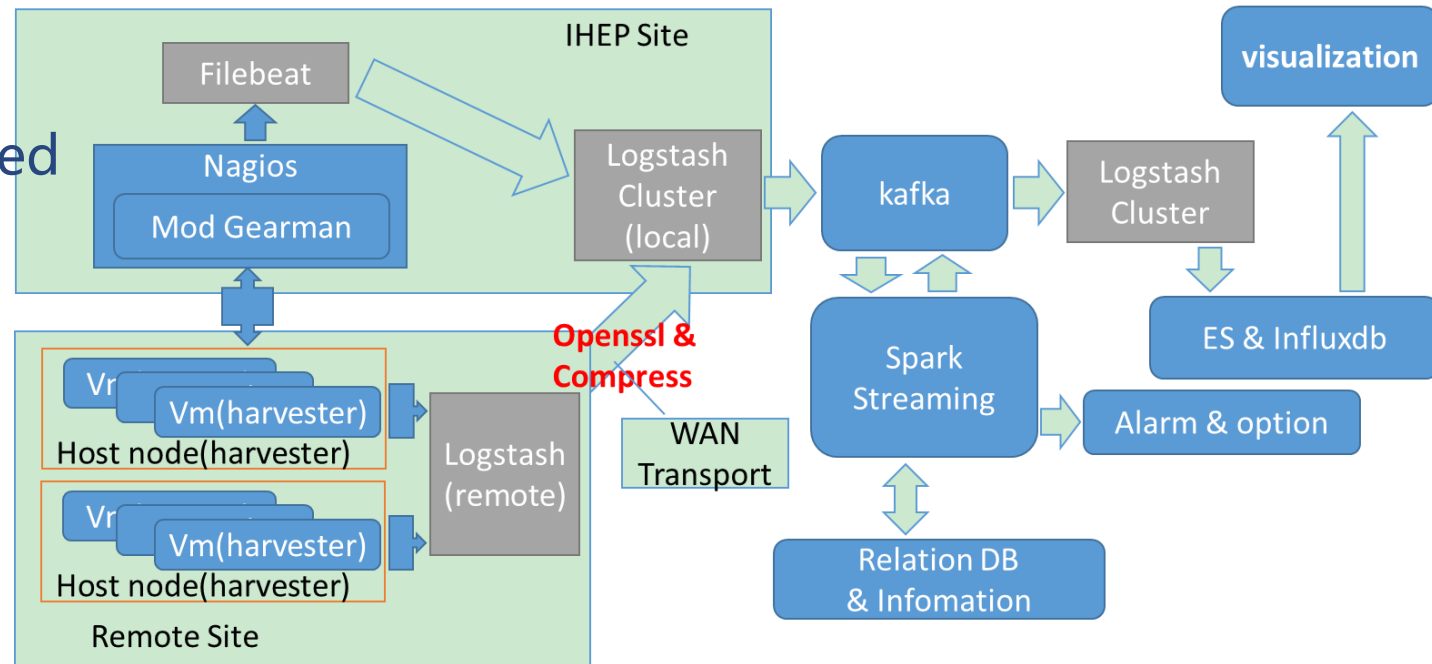 IHEP Site
visualization
Filebeat
Nagios
Mod Gearman
Logstash
Cluster
(local)
kafka
Logstash
Cluster
Openssl &
Compress
Spark
Streaming
ES & Influxdb
Alarm & option
WAN
Transport
Vm(harvester)
Host node(harvester)
Logstash
(remote)
Vm(harvester)
Host node(harvester)
Remote Site
Relation DB
& Infomation